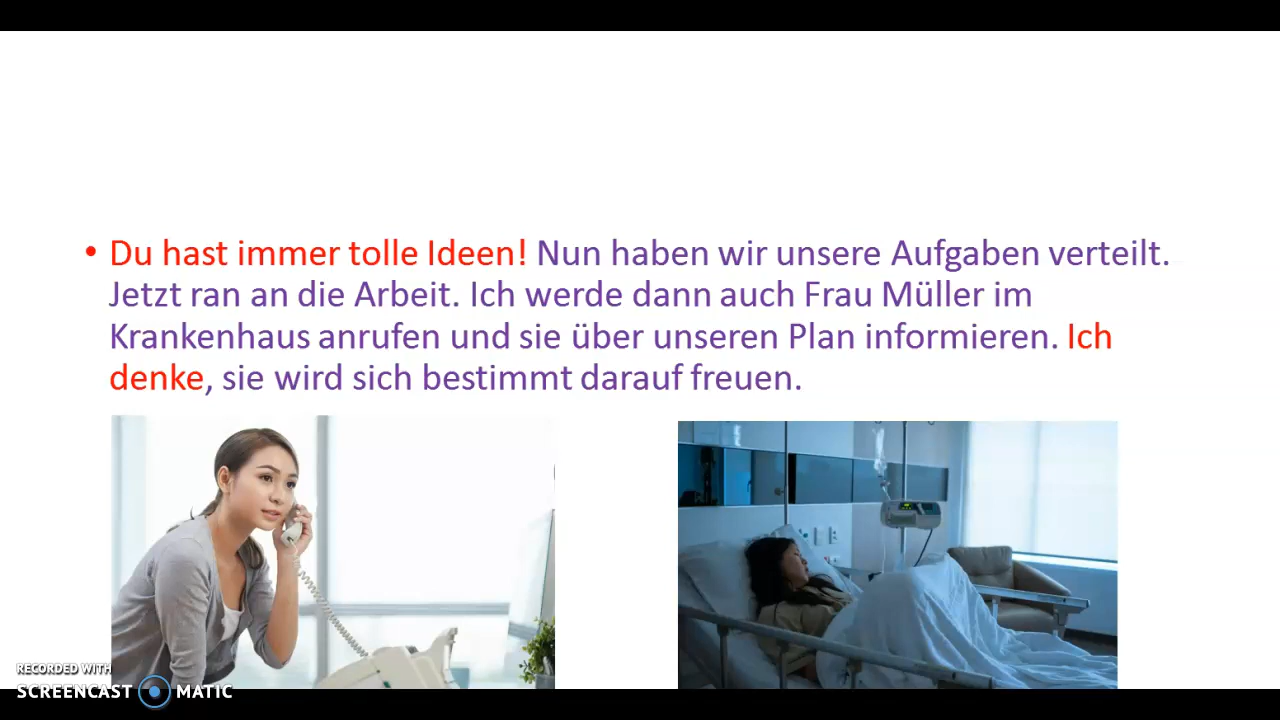 • Du hast immer tolle Ideen! Nun haben wir unsere Aufgaben verteilt.
Jetzt ran an die Arbeit. Ich werde dann auch Frau Müller im
Krankenhaus anrufen und sie über unseren Plan informieren. Ich
denke, sie wird sich bestimmt darauf freuen.
RECORDED WITH
SCREENCAST MATIC